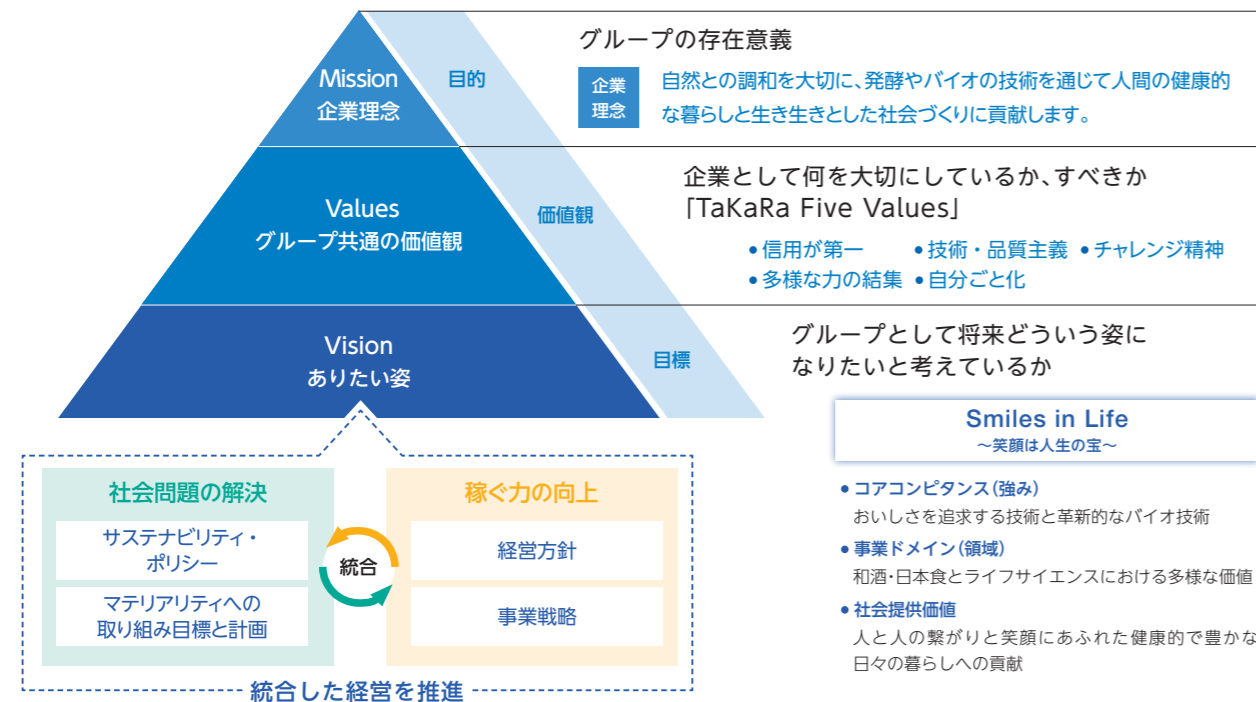 Mission
企業理念
目的
グループの存在意義
企業
理念
自然との調和を大切に、発酵やバイオの技術を通じて人間の健康的
な暮らしと生き生きとした社会づくりに貢献します。
Values
グループ共通の価値観
価値観
企業として何を大切にしているか、すべきか
「TaKaRa Five Values」
•信用が第一 •技術・品質主義 •チャレンジ精神
•多様な力の結集 •自分ごと化
Vision
ありたい姿
目標
グループとして将来どういう姿に
なりたいと考えているか
Smiles in Life
〜笑顔は人生の宝〜
•コアコンピタンス(強み)
おいしさを追求する技術と革新的なバイオ技術
•事業ドメイン(領域)
和酒・日本食とライフサイエンスにおける多様な価値
•社会提供価値
人と人の繋がりと笑顔にあふれた健康的で豊かな
日々の暮らしへの貢献
社会問題の解決
サステナビリティ・
ポリシー
マテリアリティへの
取り組み目標と計画
統合
稼ぐ力の向上
経営方針
事業戦略
統合した経営を推進